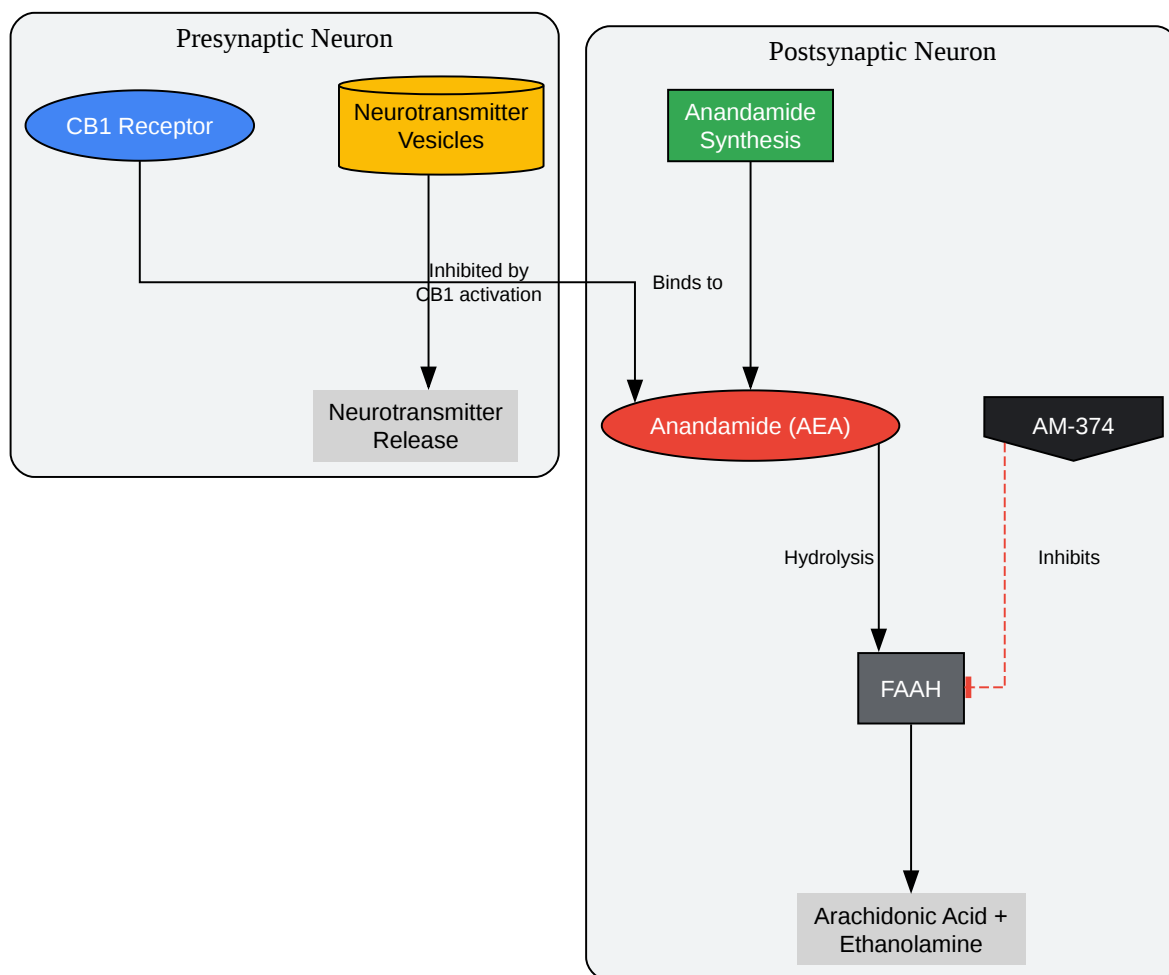 Presynaptic Neuron
CB1 Receptor
Neurotransmitter
Vesicles
Inhibited by
CB1 activation
Neurotransmitter
Release
Postsynaptic Neuron
Anandamide
Synthesis
Binds to
Anandamide (AEA)
AM-374
Hydrolysis
Inhibits
FAAH
Arachidonic Acid +
Ethanolamine